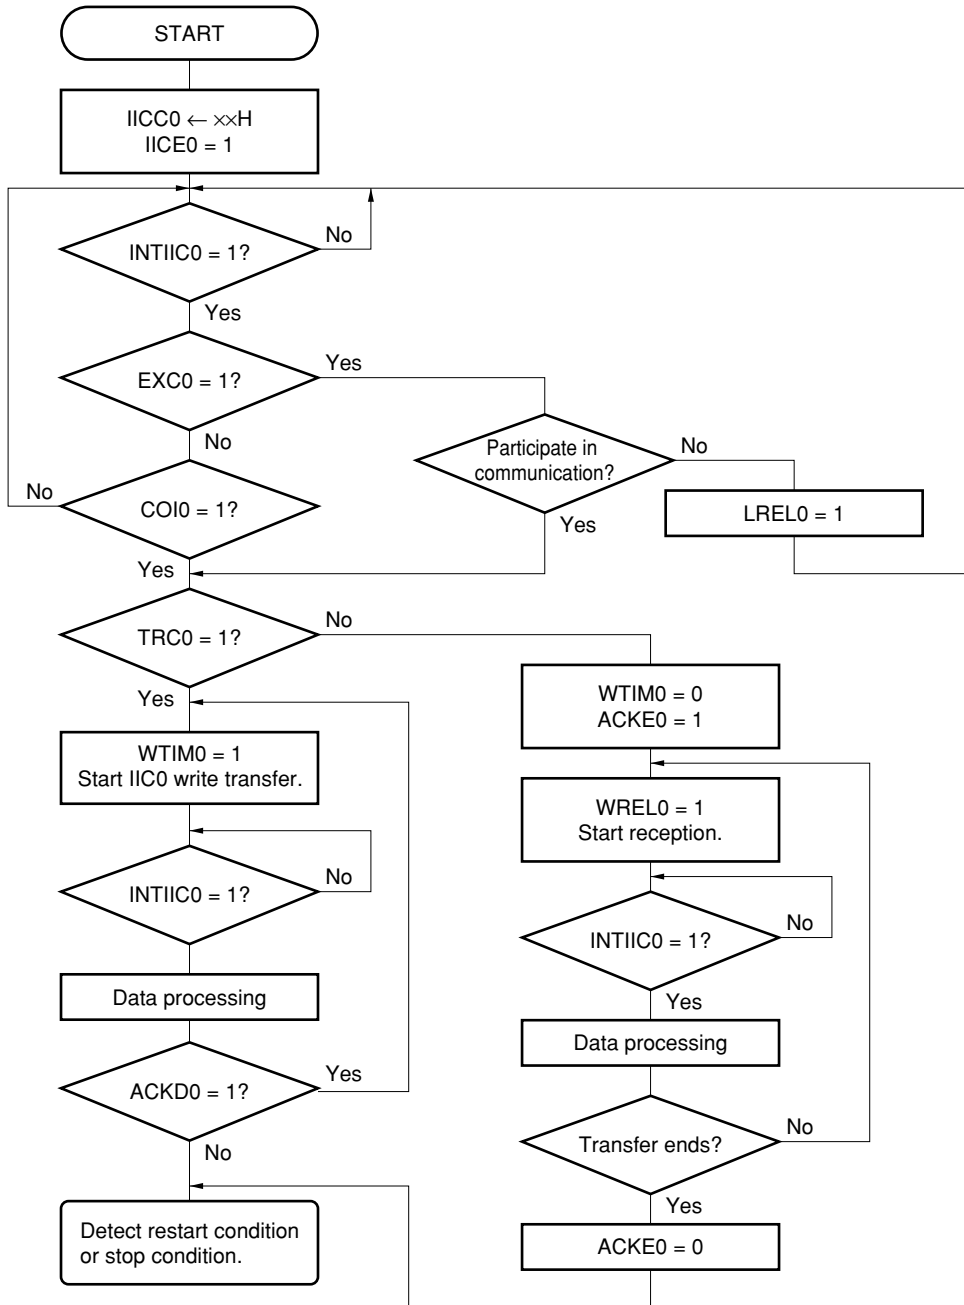 START
IICC0 ← ××H
IICE0 = 1
INTIIC0 = 1?
No
Yes
EXC0 = 1?
Yes
No
Participate in
communication?
No
Yes
LREL0 = 1
No
COI0 = 1?
Yes
TRC0 = 1?
No
Yes
WTIM0 = 0
ACKE0 = 1
WTIM0 = 1
Start IIC0 write transfer.
WREL0 = 1
Start reception.
INTIIC0 = 1?
No
INTIIC0 = 1?
No
Yes
Data processing
Data processing
ACKD0 = 1?
Yes
No
Transfer ends?
No
Yes
Detect restart condition
or stop condition.
ACKE0 = 0